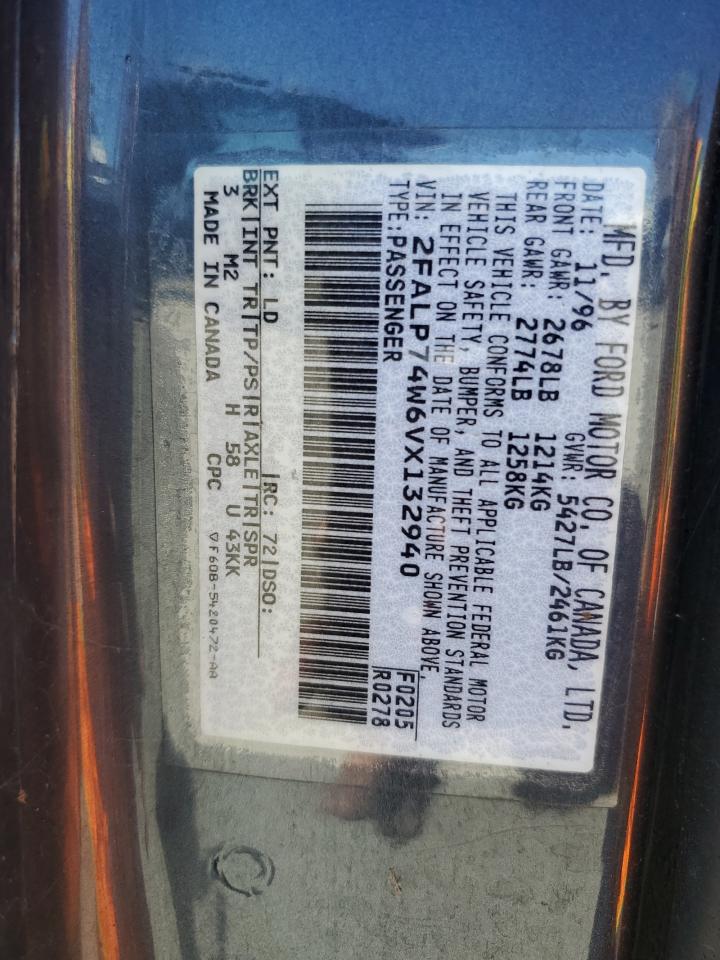 MFD. BY FORD MOTOR CO. OF CANADA, LTD.
DATE: 11/96 GVWR: 5427LB/2461KG
FRONT GAWR: 2678LB 1214KG
REAR GAWR: 2774LB 1258KG
THIS VEHICLE CONFORMS TO ALL APPLICABLE FEDERAL MOTOR
VEHICLE SAFETY, BUMPER, AND THEFT PREVENTION STANDARDS
IN EFFECT ON THE DATE OF MANUFACTURE SHOWN ABOVE.
VIN: 2FALP74W6VX132940
TYPE: PASSENGER
F0205
R0278
EXT PNT: LD RC: 72 DSO:
BRK INT TR TP/PS R AXLE TR SPR
3 M2 H 58 U 43KK
MADE IN CANADA CPC ▽F60B-5420472-AA